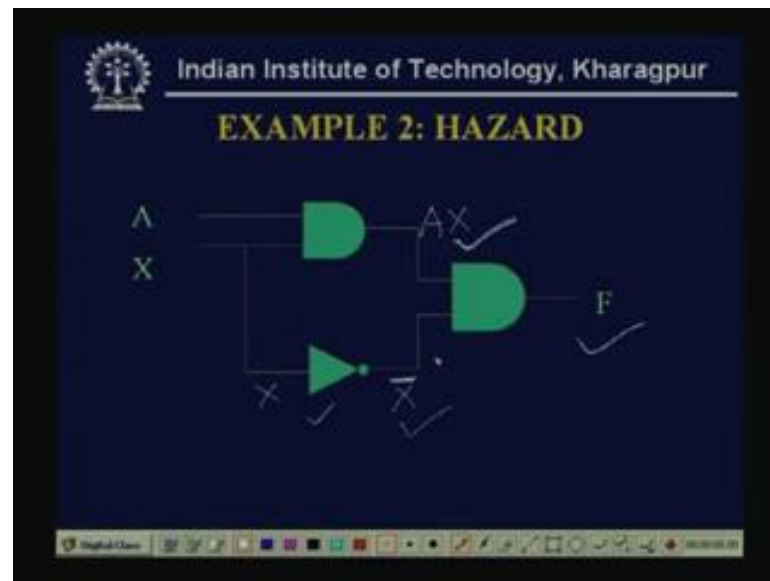 Indian Institute of Technology, Kharagpur
EXAMPLE 2: HAZARD
A
AX
X
F
X
X̅